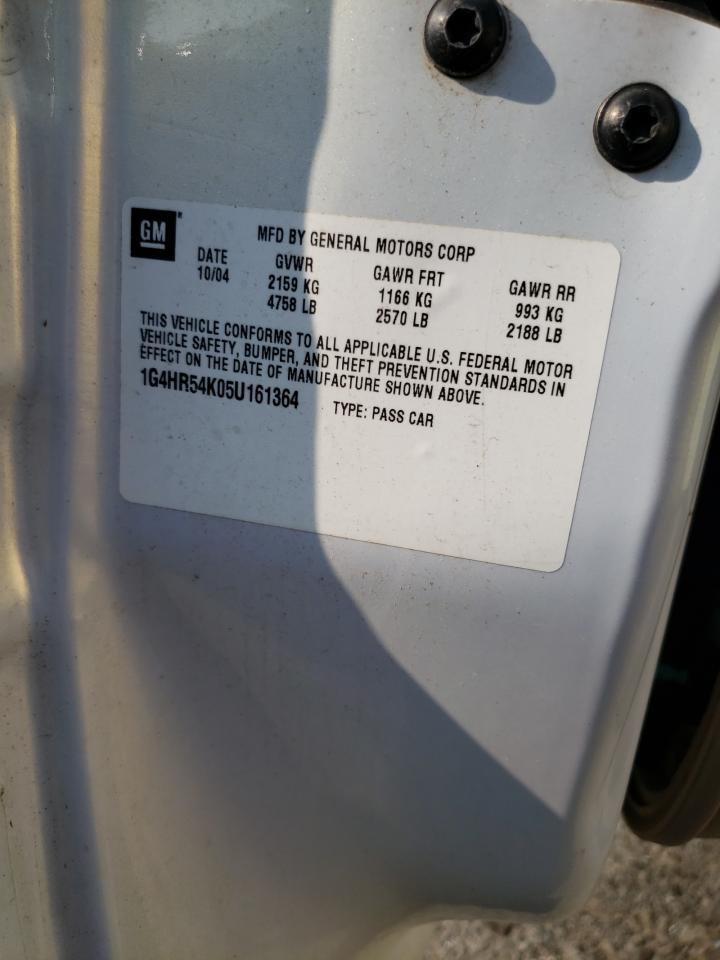 GM
MFD BY GENERAL MOTORS CORP
DATE GVWR GAWR FRT GAWR RR
10/04 2159 KG 1166 KG 993 KG
4758 LB 2570 LB 2188 LB
THIS VEHICLE CONFORMS TO ALL APPLICABLE U.S. FEDERAL MOTOR
VEHICLE SAFETY, BUMPER, AND THEFT PREVENTION STANDARDS IN
EFFECT ON THE DATE OF MANUFACTURE SHOWN ABOVE.
1G4HR54K05U161364 TYPE: PASS CAR